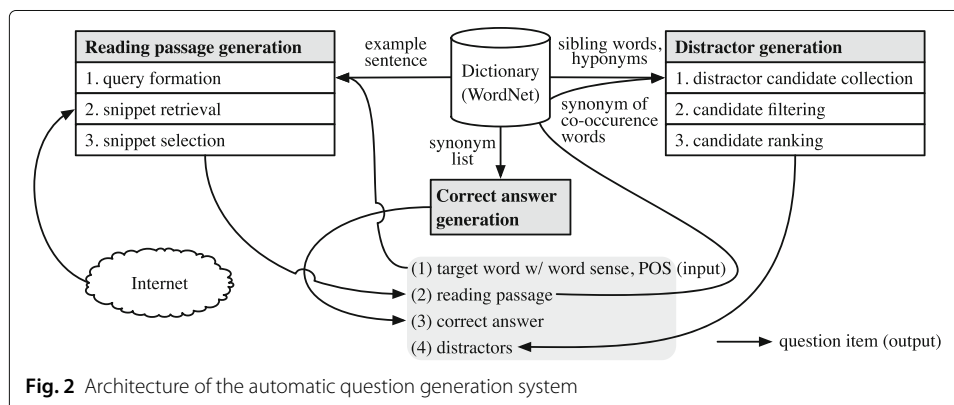 Reading passage generation
1. query formation
2. snippet retrieval
3. snippet selection
example
sentence
Dictionary
(WordNet)
sibling words,
hyponyms
synonym of
co-occurence
words
Distractor generation
1. distractor candidate collection
2. candidate filtering
3. candidate ranking
synonym
list
Correct answer
generation
Internet
(1) target word w/ word sense, POS (input)
(2) reading passage
(3) correct answer
(4) distractors
question item (output)
Fig. 2 Architecture of the automatic question generation system